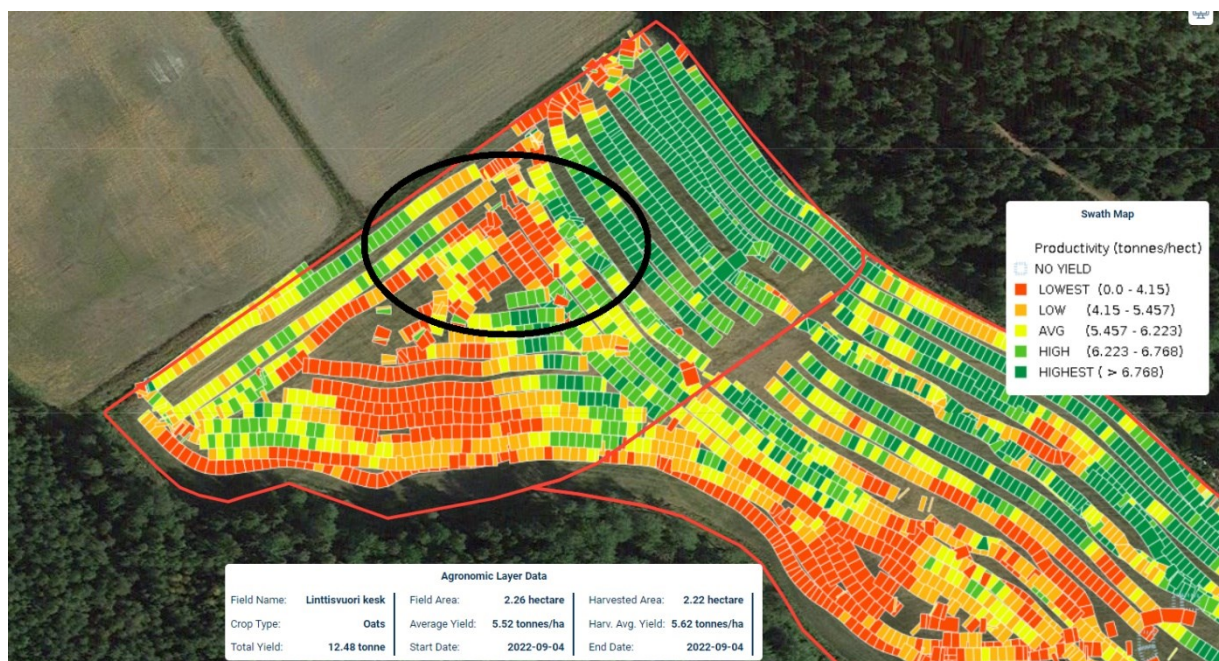 Swath Map
Productivity (tonnes/hect)
NO YIELD
LOWEST (0.0 - 4.15)
LOW (4.15 - 5.457)
AVG (5.457 - 6.223)
HIGH (6.223 - 6.768)
HIGHEST ( > 6.768)
Agronomic Layer Data
Field Name: Linttisvuori kesk Field Area: 2.26 hectare Harvested Area: 2.22 hectare
Crop Type: Oats Average Yield: 5.52 tonnes/ha Harv. Avg. Yield: 5.62 tonnes/ha
Total Yield: 12.48 tonne Start Date: 2022-09-04 End Date: 2022-09-04